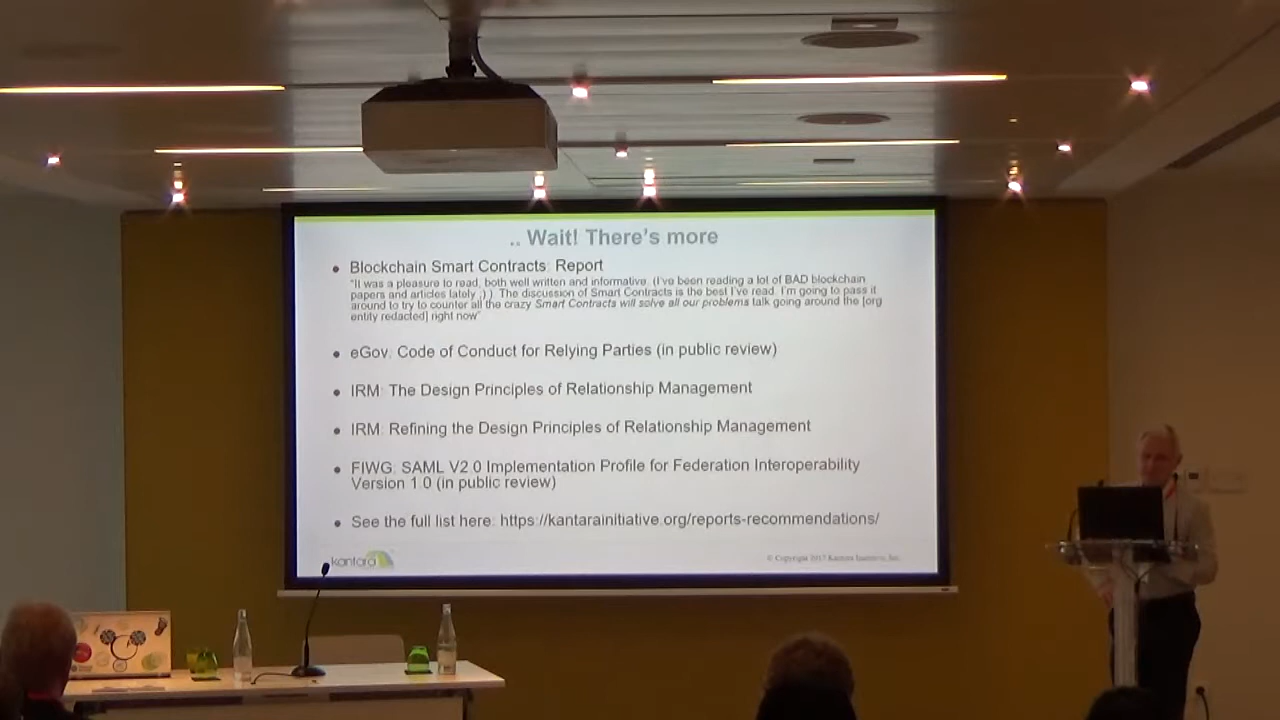 .. Wait! There's more
• Blockchain Smart Contracts: Report
"It was a pleasure to read, both well written and informative. (I've been reading a lot of BAD blockchain
papers and articles lately ;) ) The discussion of Smart Contracts is the best I've read. I'm going to pass it
around to try to counter all the crazy Smart Contracts will solve all our problems talk going around the [org
entity redacted] right now"
• eGov: Code of Conduct for Relying Parties (in public review)
• IRM: The Design Principles of Relationship Management
• IRM: Refining the Design Principles of Relationship Management
• FIWG: SAML V2.0 Implementation Profile for Federation Interoperability
Version 1.0 (in public review)
• See the full list here: https://kantarainitiative.org/reports-recommendations/
kantara
© Copyright 2017 Kantara Initiative, Inc.